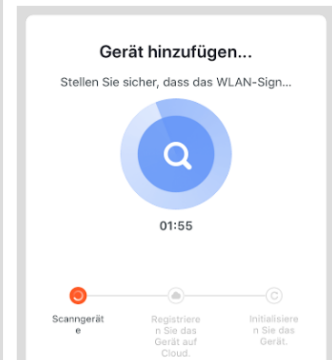 Gerät hinzufügen...
Stellen Sie sicher, dass das WLAN-Sign...
01:55
Scanngerät
e
Registriere
n Sie das
Gerät auf
Cloud.
Initialisiere
n Sie das
Gerät.